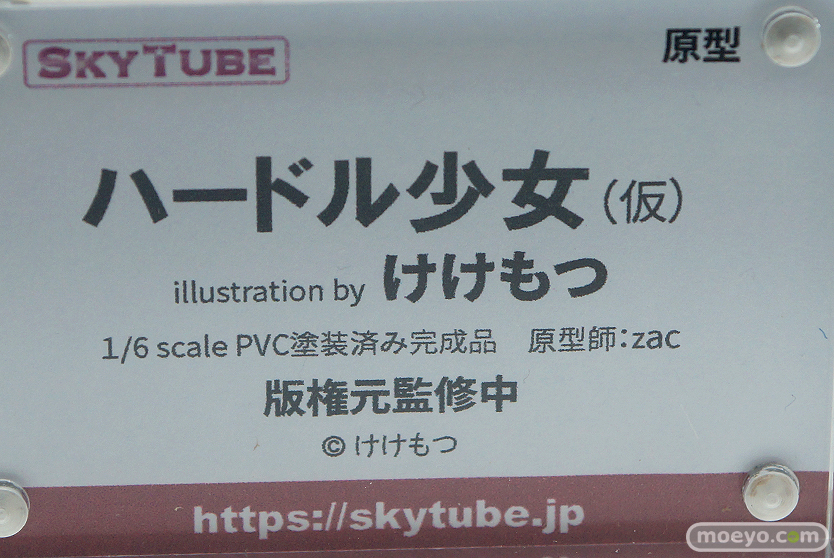 SKYTUBE
原型
ハードル少女(仮)
illustration by けけもつ
1/6 scale PVC塗装済み完成品　原型師:zac
版権元監修中
© けけもつ
https://skytube.jp
moeyo.com